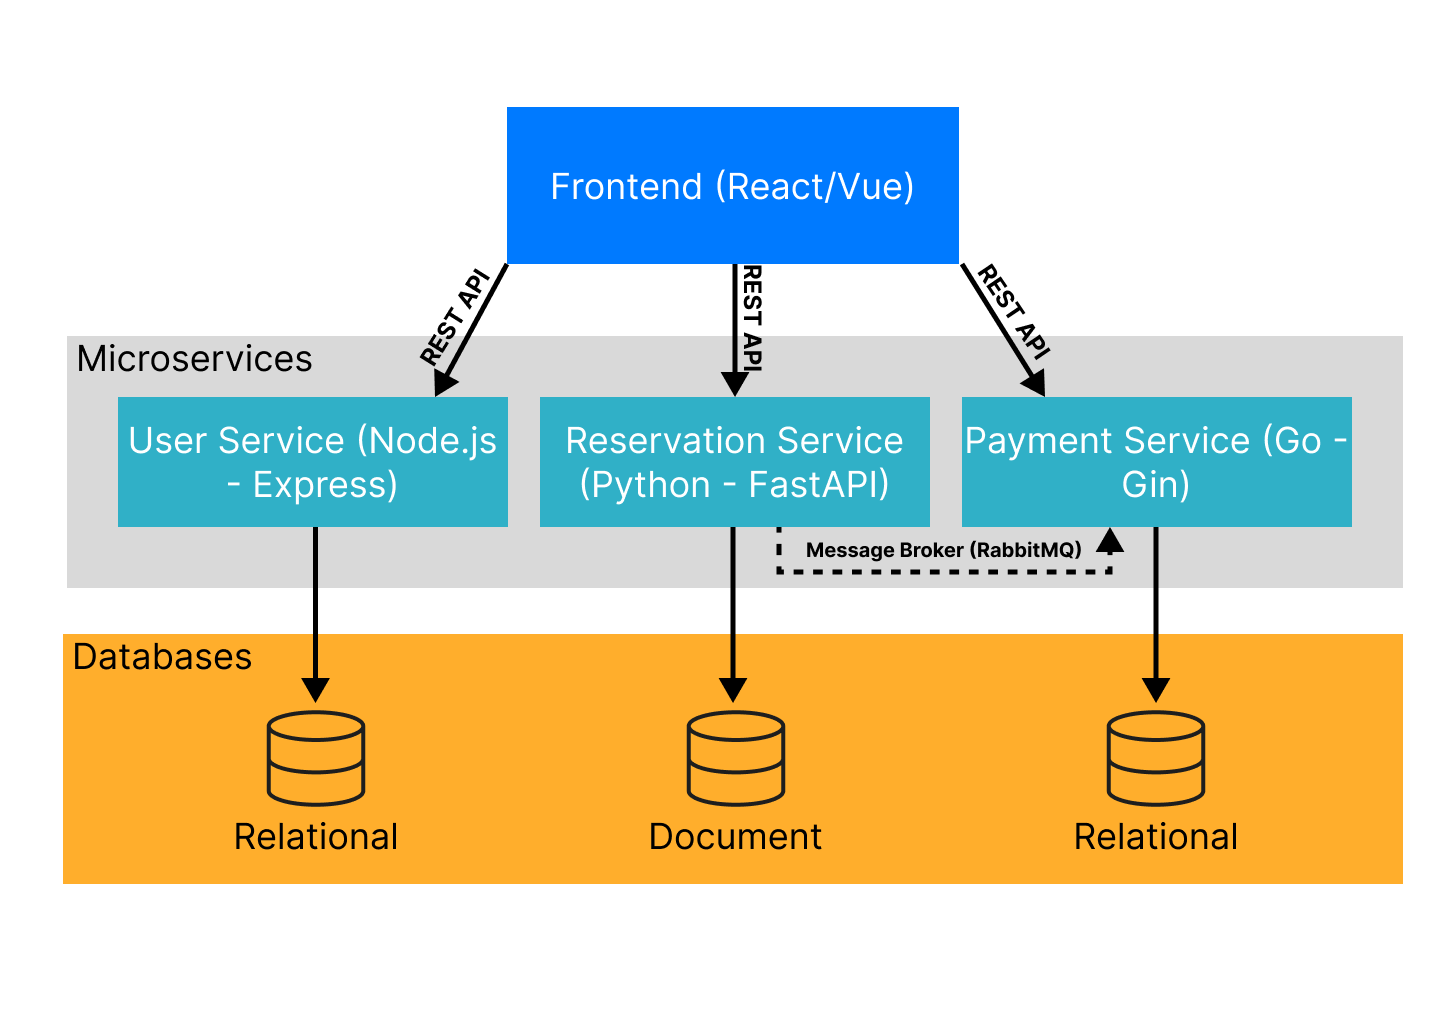 Frontend (React/Vue)
REST API
REST API
REST API
Microservices
User Service (Node.js
- Express)
Reservation Service
(Python - FastAPI)
Payment Service (Go -
Gin)
Message Broker (RabbitMQ)
Databases
Relational
Document
Relational